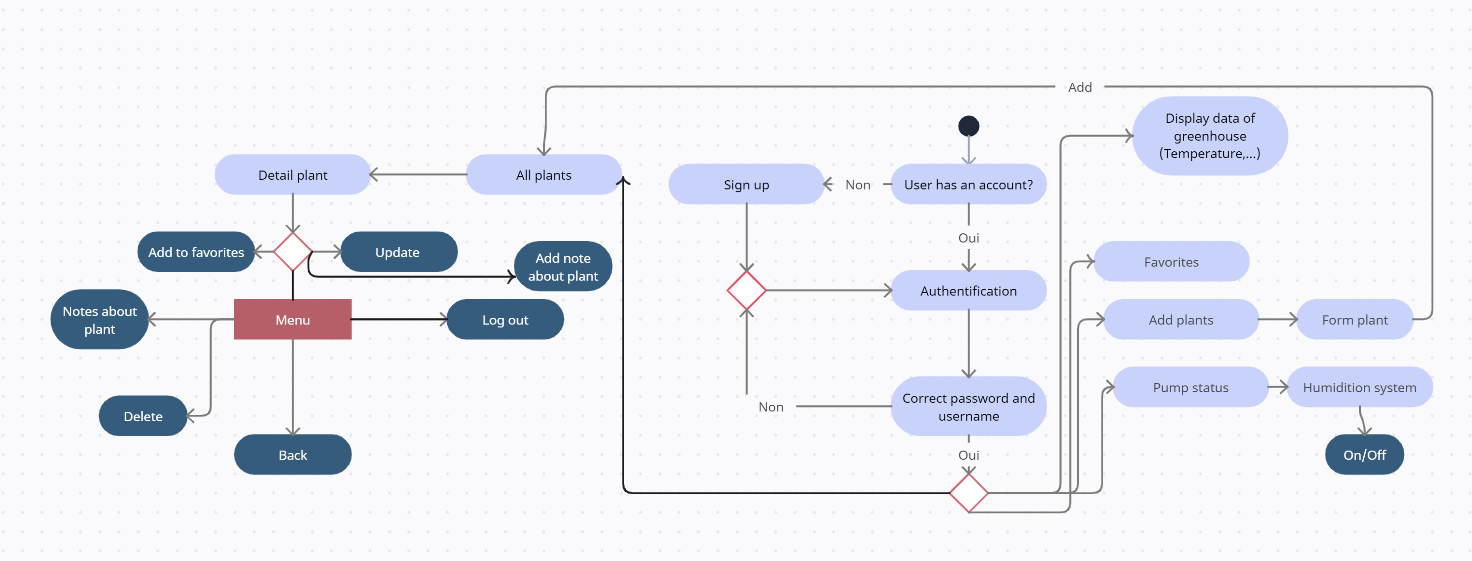 Add
Display data of
greenhouse
(Temperature,...)
Detail plant
All plants
Sign up
Non
User has an account?
Oui
Add to favorites
Update
Add note
about plant
Favorites
Authentification
Notes about
plant
Menu
Log out
Add plants
Form plant
Pump status
Humidition system
Correct password and
username
Non
Delete
Back
Oui
On/Off